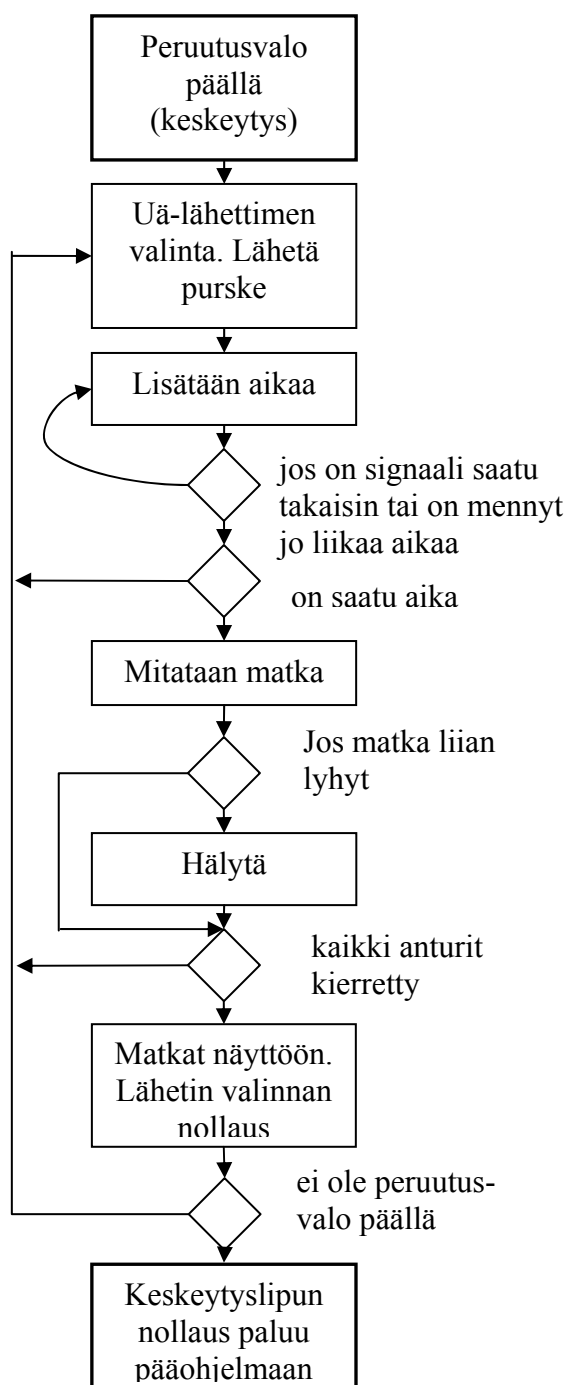 Peruutusvalo
päällä
(keskeytys)
Uä-lähettimen
valinta. Lähetä
purske
Lisätään aikaa
jos on signaali saatu
takaisin tai on mennyt
jo liikaa aikaa
on saatu aika
Mitataan matka
Jos matka liian
lyhyt
Hälytä
kaikki anturit
kierretty
Matkat näyttöön.
Lähetin valinnan
nollaus
ei ole peruutus-
valo päällä
Keskeytyslipun
nollaus paluu
pääohjelmaan